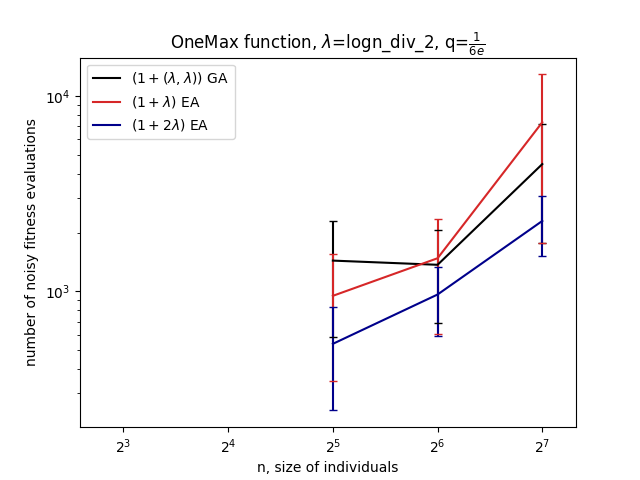 OneMax function, λ=logn_div_2, q=$\frac{1}{6e}$
(1 + (λ, λ)) GA
(1 + λ) EA
(1 + 2λ) EA
number of noisy fitness evaluations
10⁴
10³
2³ 2⁴ 2⁵ 2⁶ 2⁷
n, size of individuals